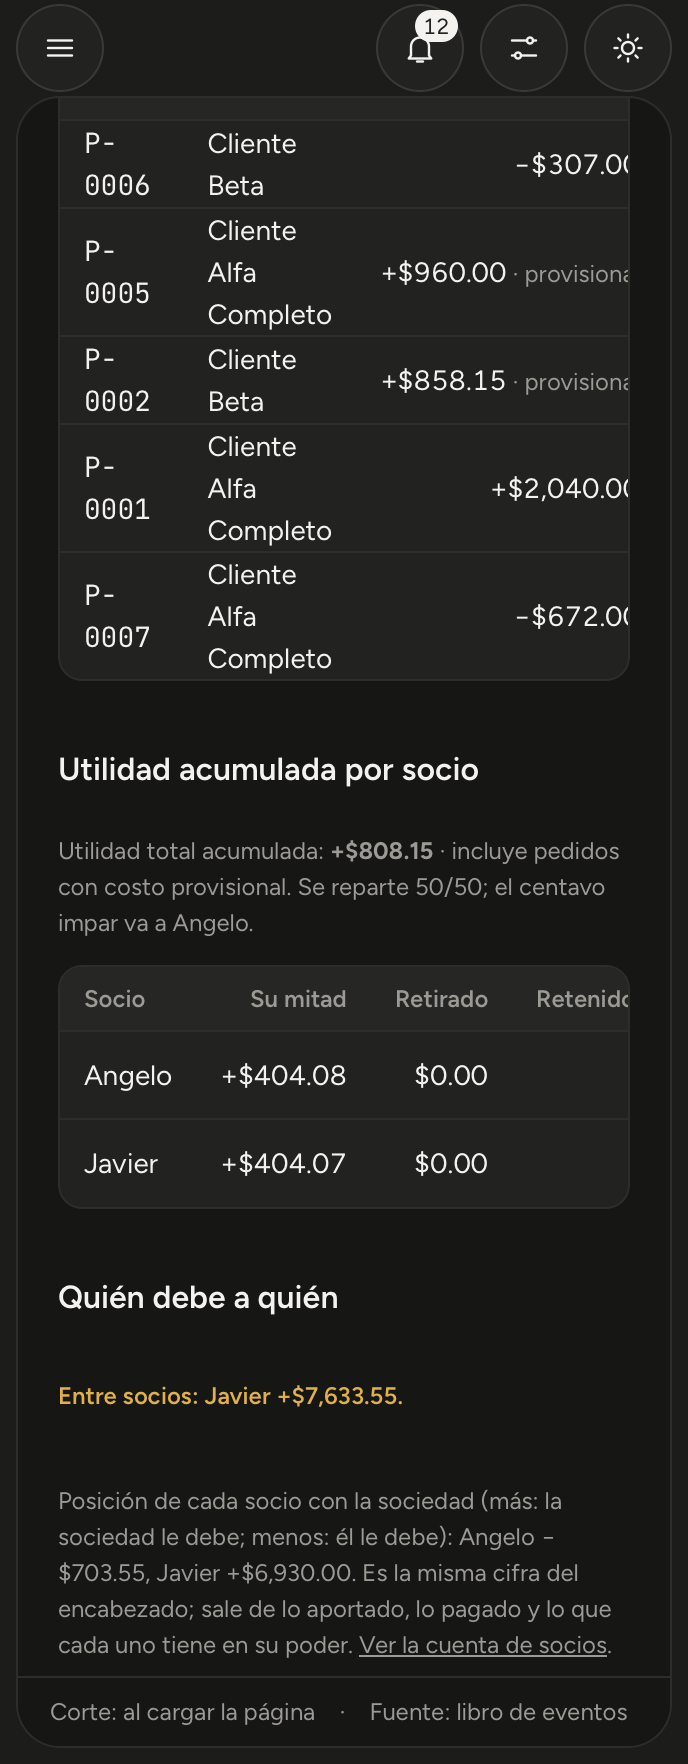 12
P-
0006
Cliente
Beta
−$307.00
P-
0005
Cliente
Alfa
Completo
+$960.00 · provisiona
P-
0002
Cliente
Beta
+$858.15 · provisiona
P-
0001
Cliente
Alfa
Completo
+$2,040.00
P-
0007
Cliente
Alfa
Completo
−$672.00
Utilidad acumulada por socio
Utilidad total acumulada: +$808.15 · incluye pedidos
con costo provisional. Se reparte 50/50; el centavo
impar va a Angelo.
Socio Su mitad Retirado Retenido
Angelo +$404.08 $0.00
Javier +$404.07 $0.00
Quién debe a quién
Entre socios: Javier +$7,633.55.
Posición de cada socio con la sociedad (más: la
sociedad le debe; menos: él le debe): Angelo −
$703.55, Javier +$6,930.00. Es la misma cifra del
encabezado; sale de lo aportado, lo pagado y lo que
cada uno tiene en su poder. Ver la cuenta de socios.
Corte: al cargar la página · Fuente: libro de eventos